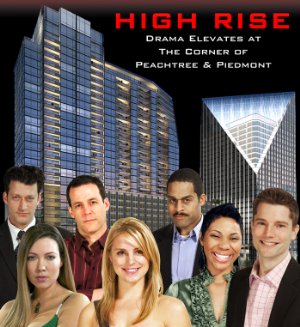 HIGH RISE
DRAMA ELEVATES AT
THE CORNER OF
PEACHTREE & PIEDMONT